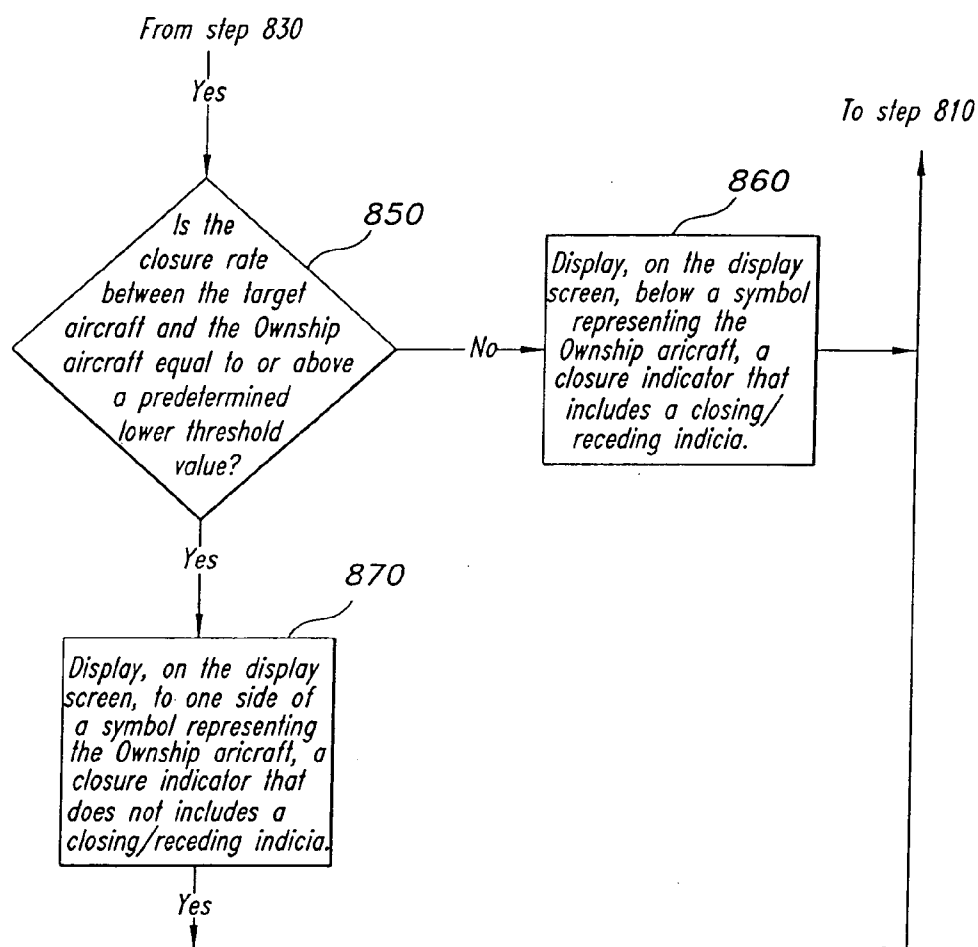 From step 830
Yes
To step 810
850
Is the
closure rate
between the target
aircraft and the Ownship
aircraft equal to or above
a predetermined
lower threshold
value?
No
860
Display, on the display
screen, below a symbol
representing the
Ownship aricraft, a
closure indicator that
includes a closing/
receding indicia.
Yes
870
Display, on the display
screen, to one side of
a symbol representing
the Ownship aricraft, a
closure indicator that
does not includes a
closing/receding indicia.
Yes